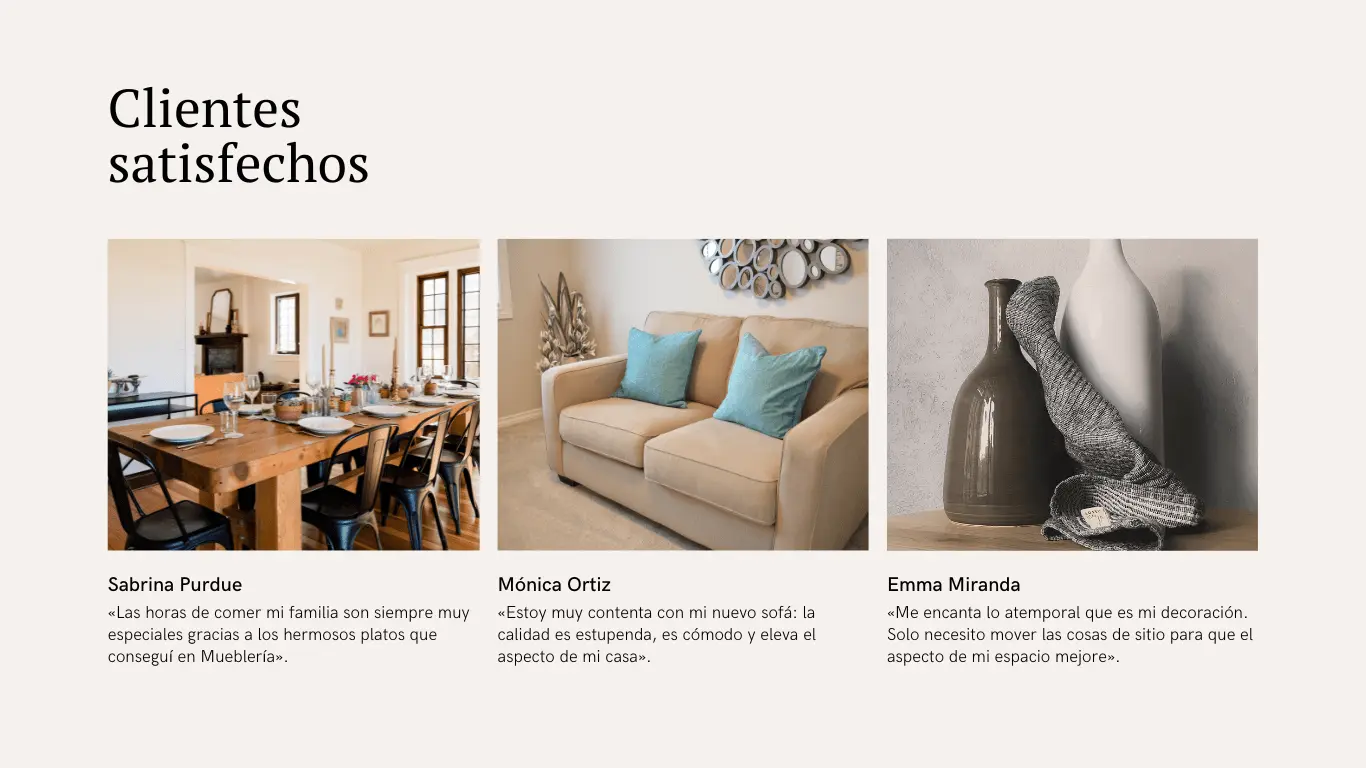 Clientes
satisfechos
Sabrina Purdue
«Las horas de comer mi familia son siempre muy
especiales gracias a los hermosos platos que
conseguí en Mueblería».
Mónica Ortiz
«Estoy muy contenta con mi nuevo sofá: la
calidad es estupenda, es cómodo y eleva el
aspecto de mi casa».
Emma Miranda
«Me encanta lo atemporal que es mi decoración.
Solo necesito mover las cosas de sitio para que el
aspecto de mi espacio mejore».